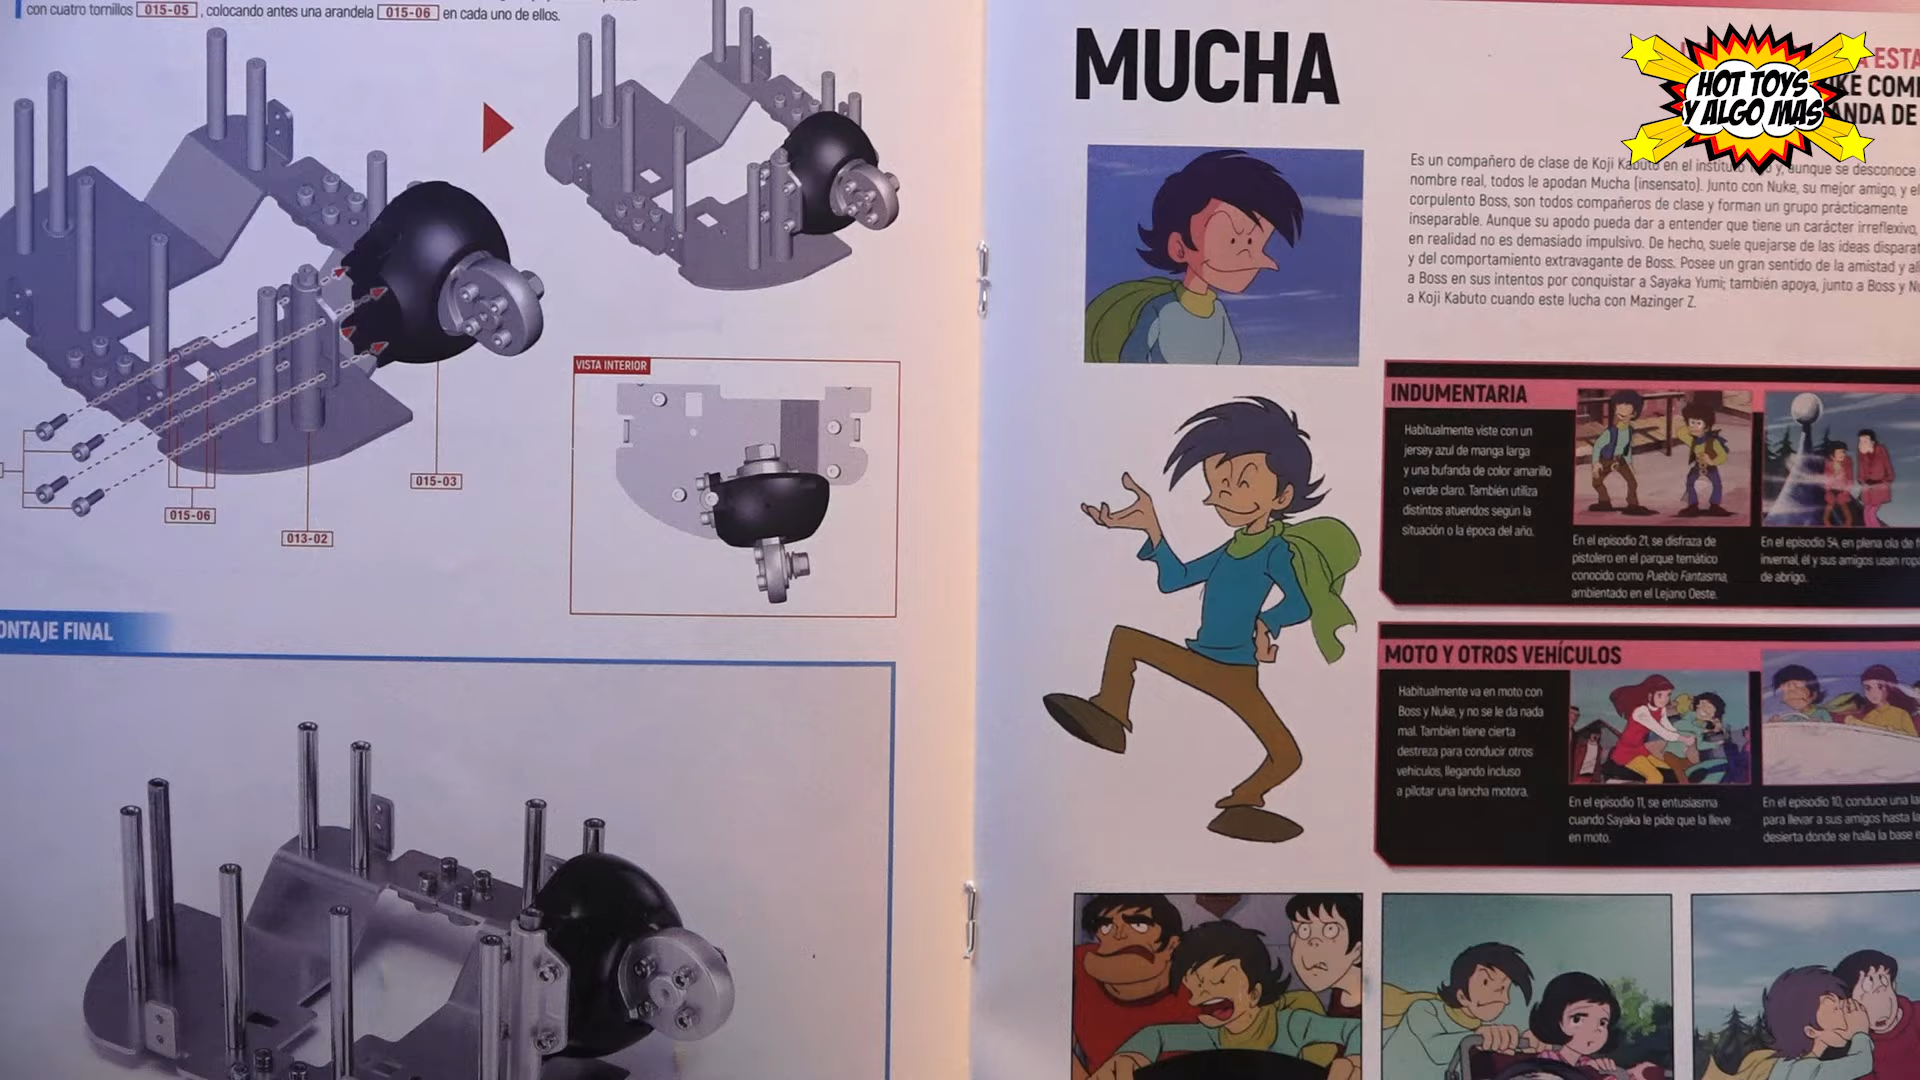 con cuatro tornillos 015-05, colocando antes una arandela 015-06 en cada uno de ellos.
015-03
015-06
013-02
VISTA INTERIOR
ONTAJE FINAL
MUCHA
A ESTA
KE COM
ANDA DE
HOT TOYS
Y ALGO MAS
Es un compañero de clase de Koji Kabuto en el instituto y, aunque se desconoce
nombre real, todos le apodan Mucha (insensato). Junto con Nuke, su mejor amigo, y el
corpulento Boss, son todos compañeros de clase y forman un grupo prácticamente
inseparable. Aunque su apodo pueda dar a entender que tiene un carácter irreflexivo,
en realidad no es demasiado impulsivo. De hecho, suele quejarse de las ideas disparat
y del comportamiento extravagante de Boss. Posee un gran sentido de la amistad y ali
a Boss en sus intentos por conquistar a Sayaka Yumi; también apoya, junto a Boss y Nu
a Koji Kabuto cuando este lucha con Mazinger Z.
INDUMENTARIA
Habitualmente viste con un
jersey azul de manga larga
y una bufanda de color amarillo
o verde claro. También utiliza
distintos atuendos según la
situación o la época del año.
En el episodio 21, se disfraza de
pistolero en el parque temático
conocido como Pueblo Fantasma,
ambientado en el Lejano Oeste.
En el episodio 54, en plena ola de f
invernal, él y sus amigos usan ropa
de abrigo.
MOTO Y OTROS VEHÍCULOS
Habitualmente va en moto con
Boss y Nuke, y no se le da nada
mal. También tiene cierta
destreza para conducir otros
vehículos, llegando incluso
a pilotar una lancha motora.
En el episodio 11, se entusiasma
cuando Sayaka le pide que la lleve
en moto.
En el episodio 10, conduce una la
para llevar a sus amigos hasta la
desierta donde se halla la base e